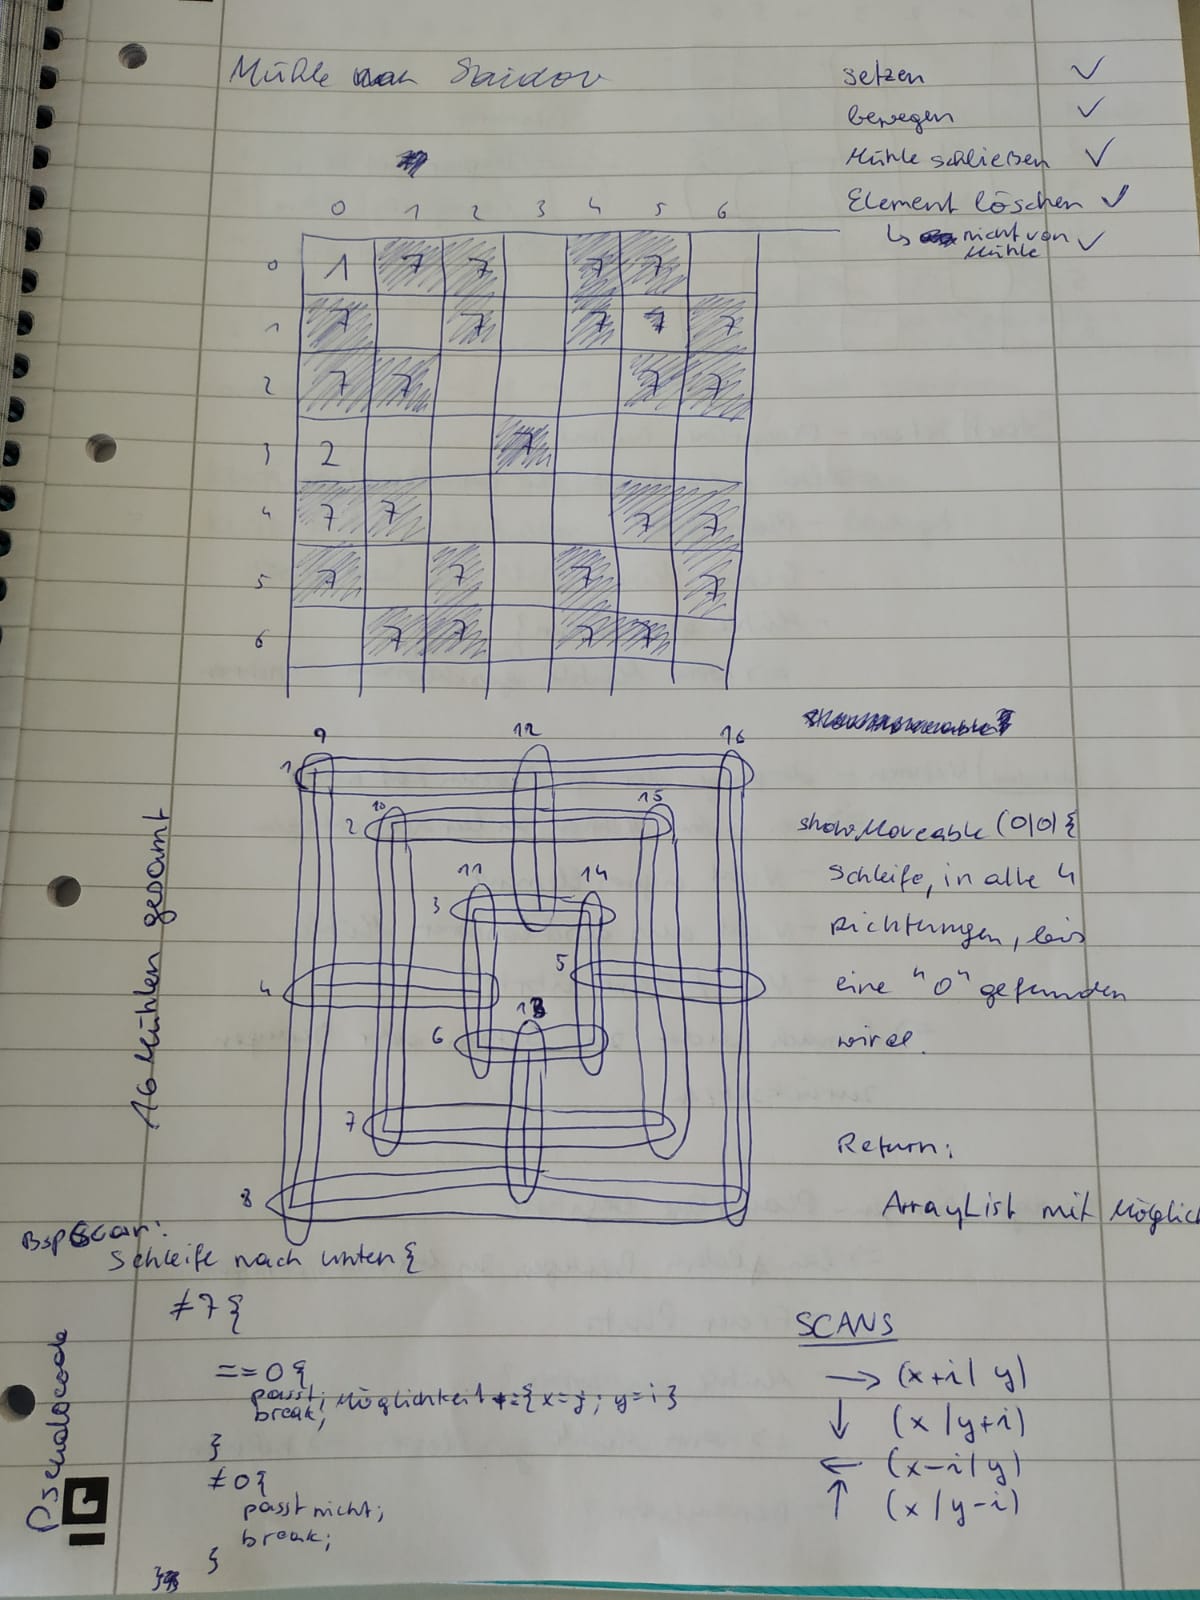 Mühle
setzen ✓
bewegen ✓
Mühle schließen ✓
Element löschen ✓
↳ nicht von Mühle ✓
0 1 2 3 4 5 6
0 1 7 7 7 7
1 7 7 7 7 7
2 7 7 7 7
3 2 7
4 7 7 7 7
5 7 7 7 7
6 7 7 7 7
9 12 16
1
10 15
2
11 14
3
4 5
13
6
7
8
16 Mühlen gesamt
showMoveable (0|0) {
Schleife, in alle 4
Richtungen, bis
eine "0" gefunden
wird.
Return:
ArrayList mit Möglich
Bsp Scan:
Schleife nach unten {
≠ 7 {
== 0 {
passt; Möglichkeit += {x=j; y=i}
break;
}
≠ 0 {
passt nicht;
break;
}
}
Pseudocode
SCANS
→ (x+i | y)
↓ (x | y+i)
← (x-i | y)
↑ (x | y-i)